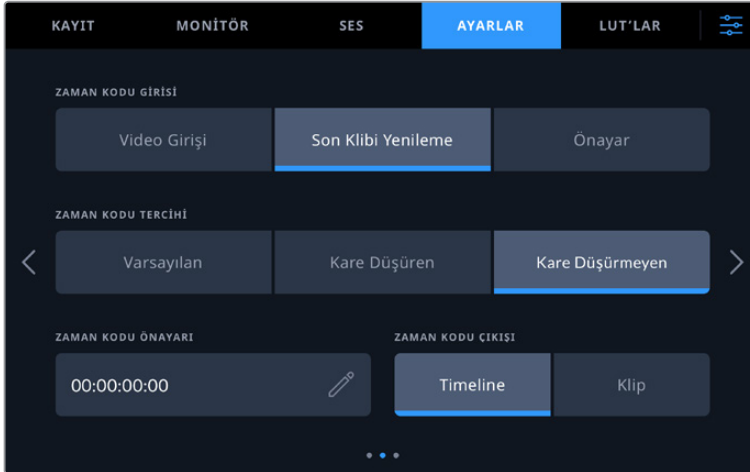 KAYIT MONİTÖR SES AYARLAR LUT'LAR
ZAMAN KODU GİRİSİ
Video Girişi Son Klibi Yenileme Önayar
ZAMAN KODU TERCİHİ
Varsayılan Kare Düşüren Kare Düşürmeyen
ZAMAN KODU ÖNAYARI ZAMAN KODU ÇIKIŞI
00:00:00:00 Timeline Klip